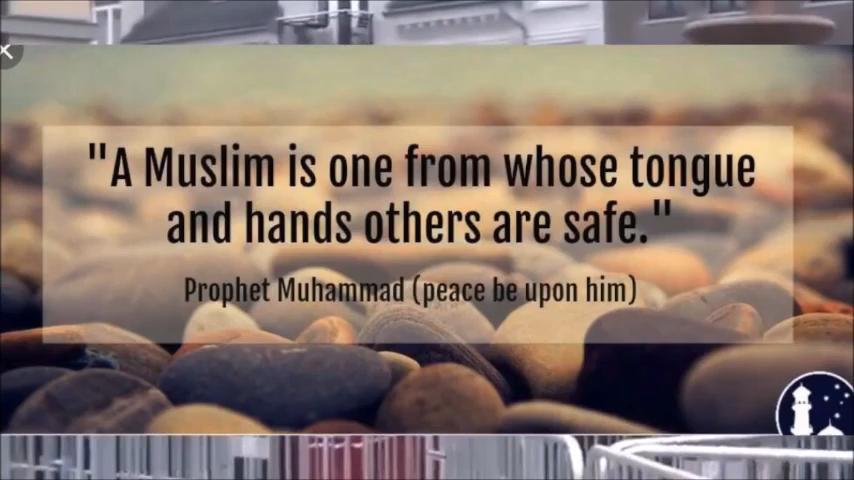 "A Muslim is one from whose tongue
and hands others are safe."
Prophet Muhammad (peace be upon him)